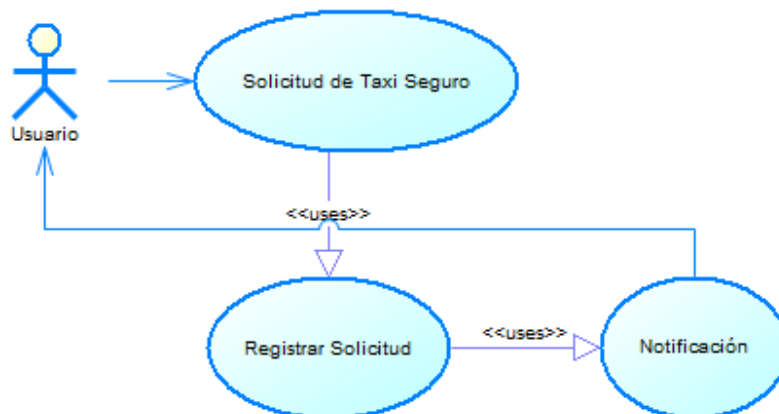 Solicitud de Taxi Seguro
Usuario
<<uses>>
Registrar Solicitud
<<uses>>
Notificación